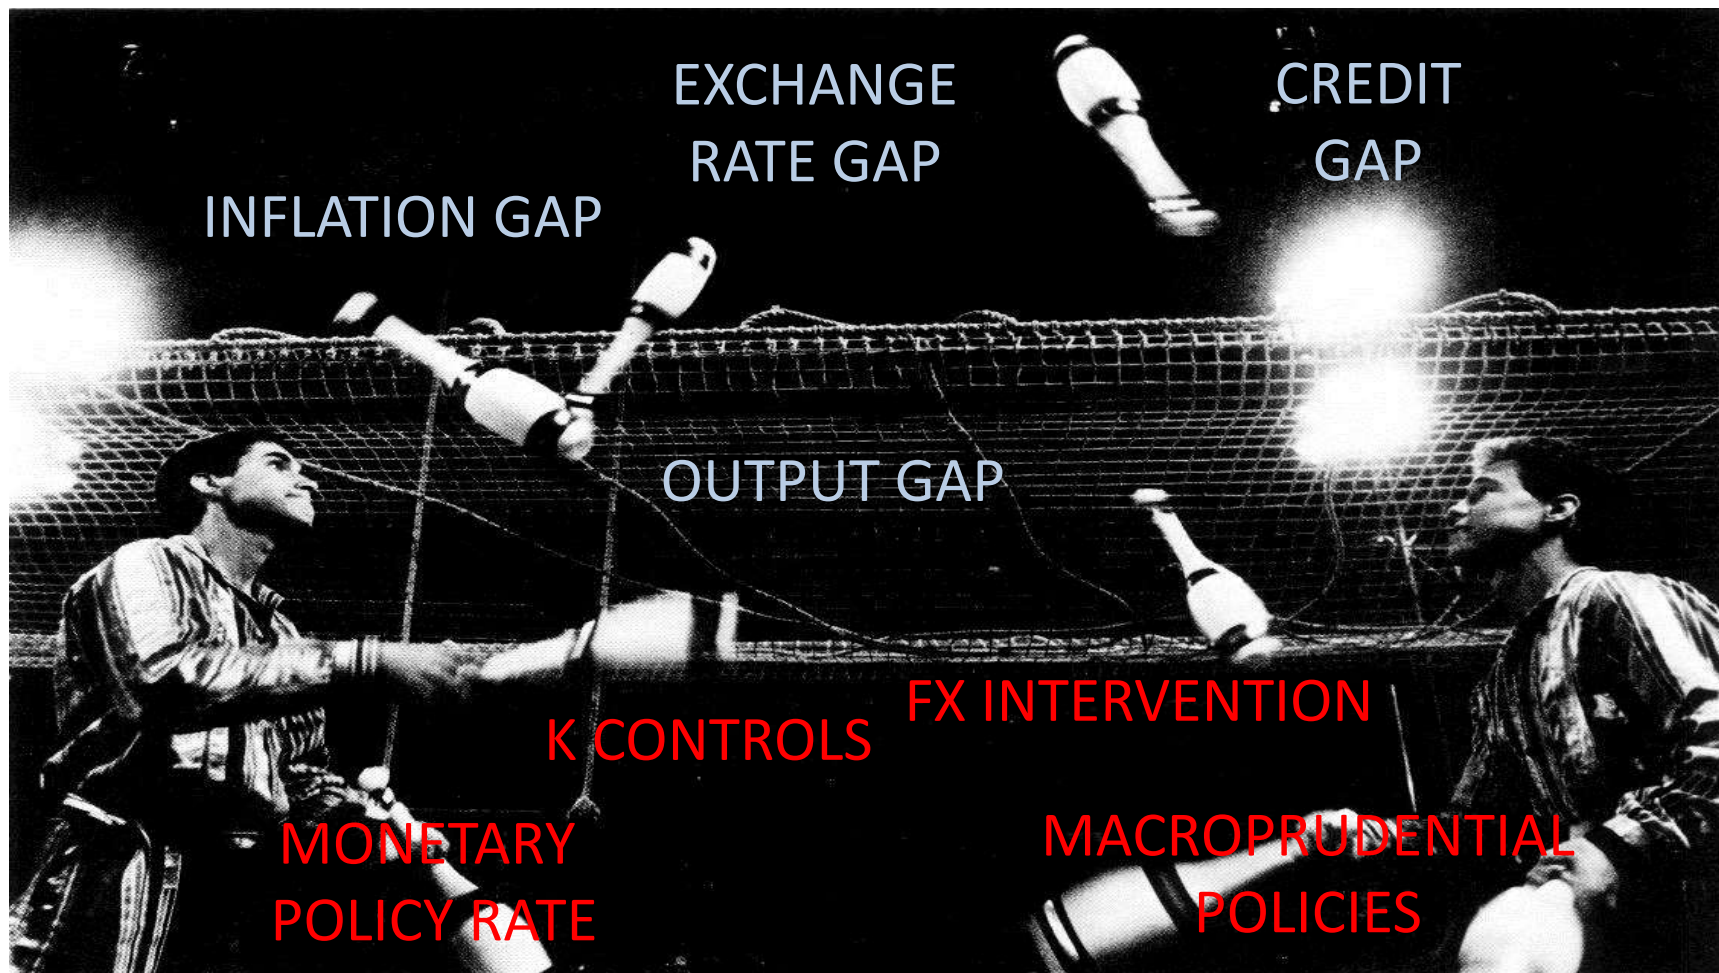 EXCHANGE
RATE GAP
CREDIT
GAP
INFLATION GAP
OUTPUT GAP
K CONTROLS
FX INTERVENTION
MONETARY
POLICY RATE
MACROPRUDENTIAL
POLICIES